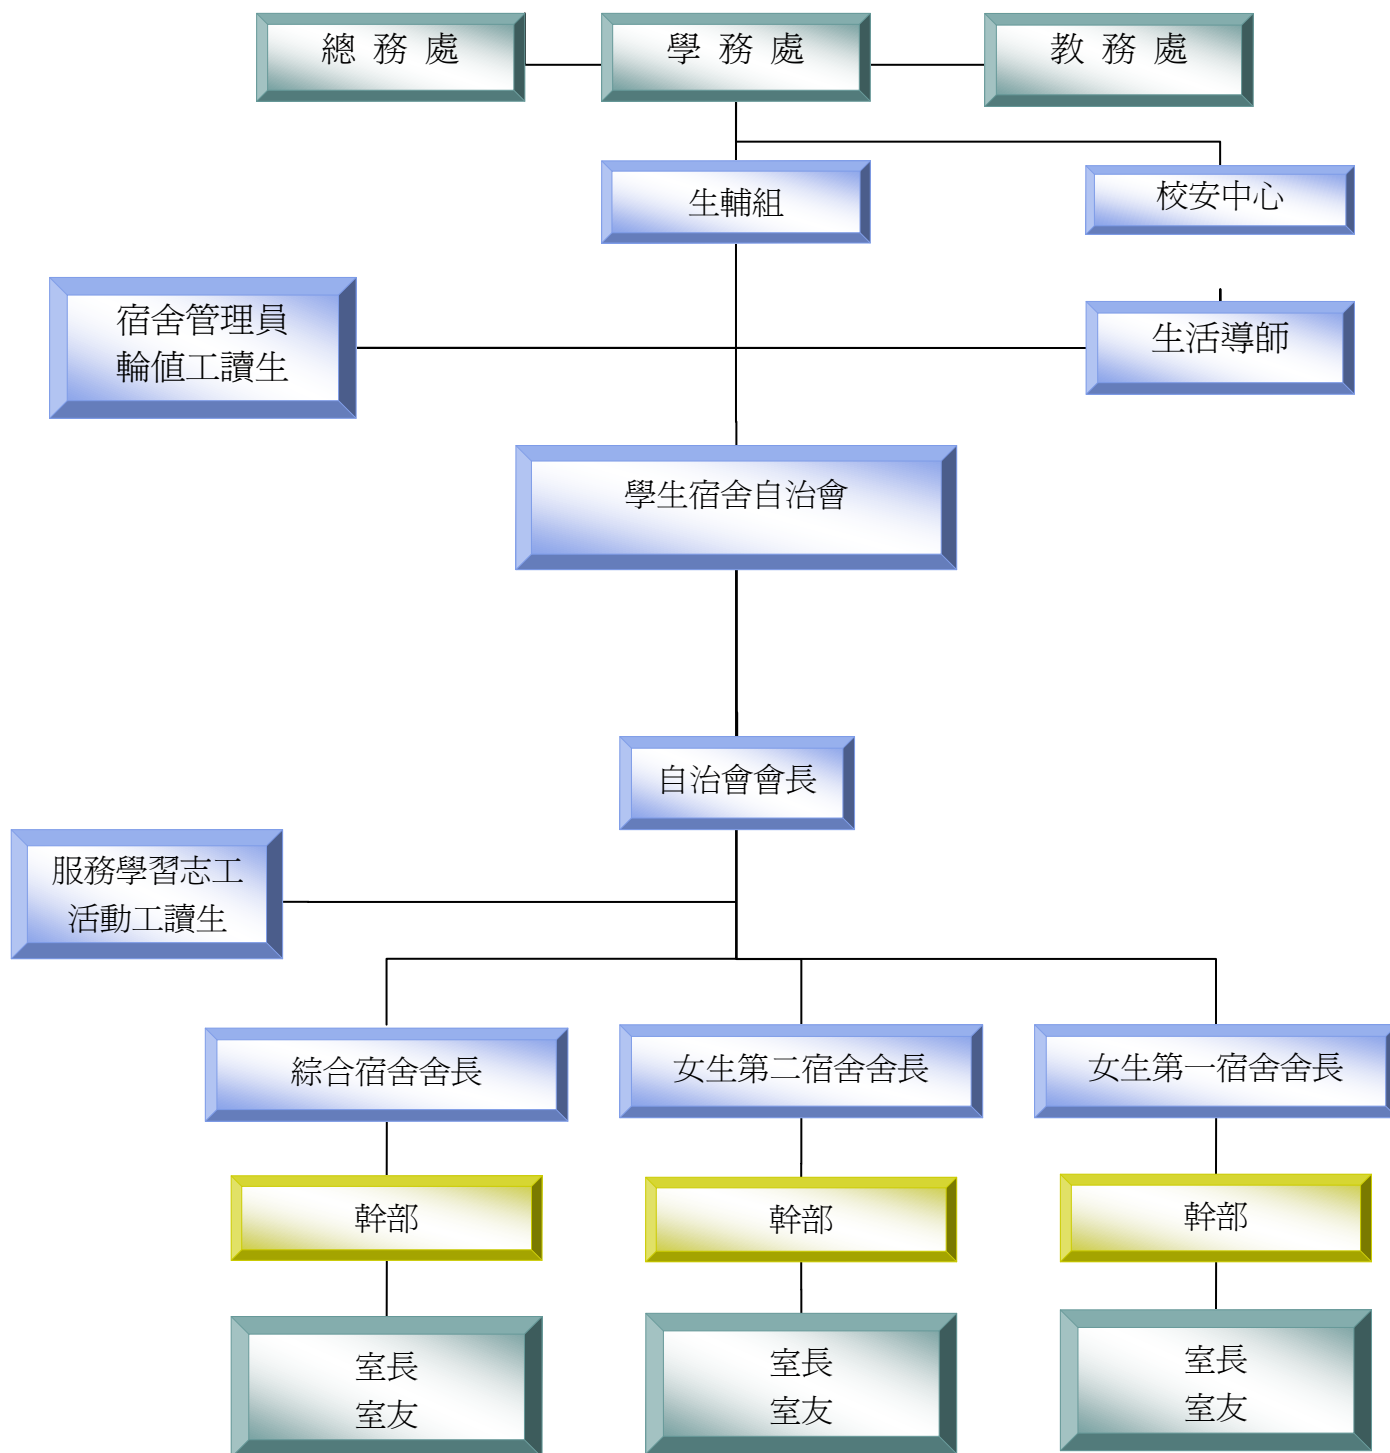 總 務 處
學 務 處
教 務 處
生輔組
校安中心
宿舍管理員
輪值工讀生
生活導師
學生宿舍自治會
自治會會長
服務學習志工
活動工讀生
綜合宿舍舍長
女生第二宿舍舍長
女生第一宿舍舍長
幹部
幹部
幹部
室長
室友
室長
室友
室長
室友